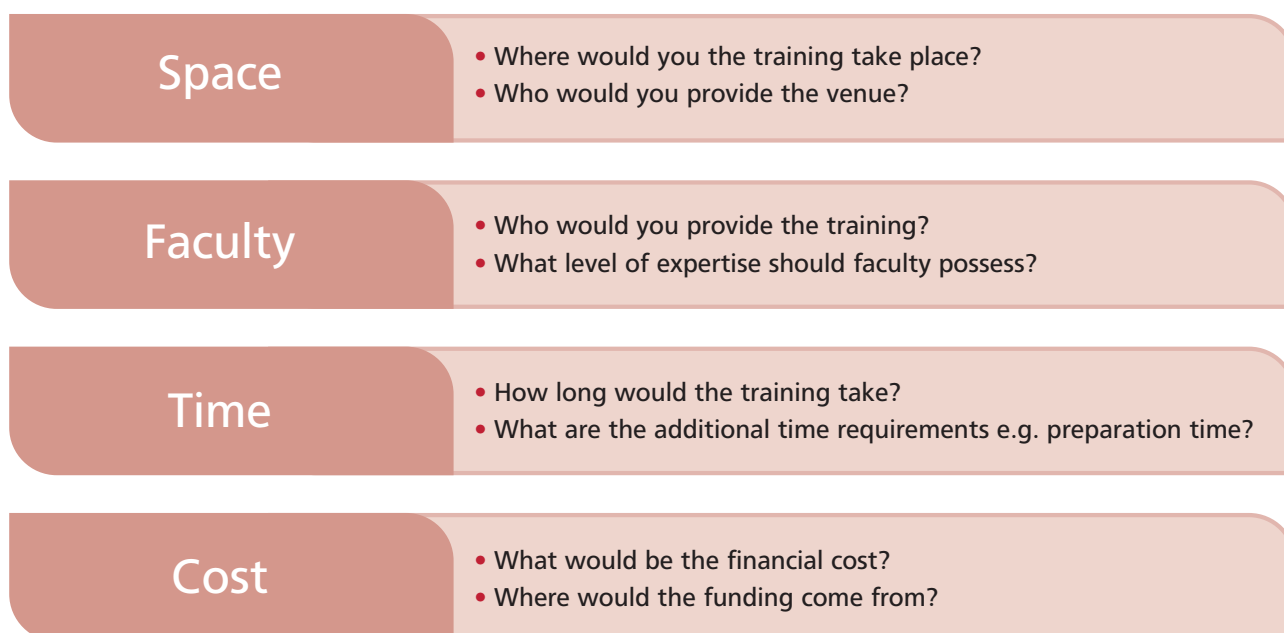 Space
• Where would you the training take place?
• Who would you provide the venue?
Faculty
• Who would you provide the training?
• What level of expertise should faculty possess?
Time
• How long would the training take?
• What are the additional time requirements e.g. preparation time?
Cost
• What would be the financial cost?
• Where would the funding come from?